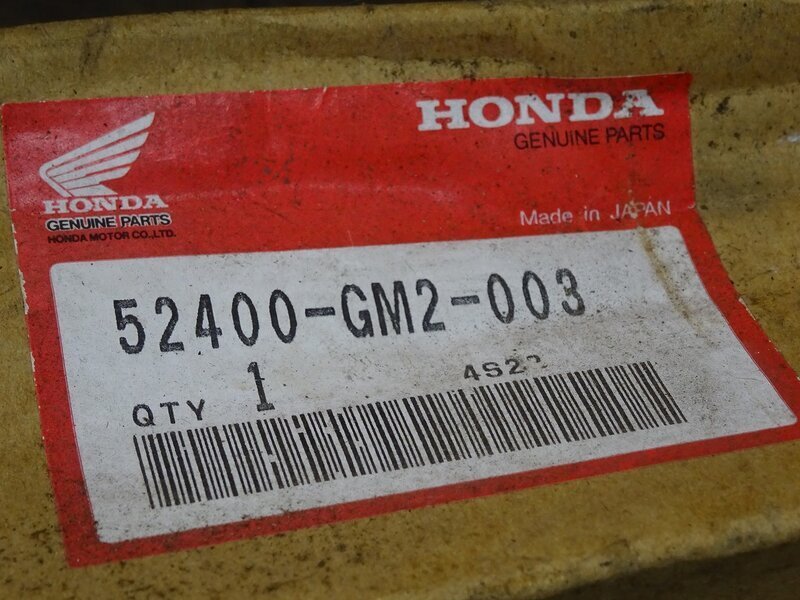 HONDA
GENUINE PARTS
HONDA
GENUINE PARTS
HONDA MOTOR CO.,LTD.
Made in JAPAN
52400-GM2-003
QTY 1